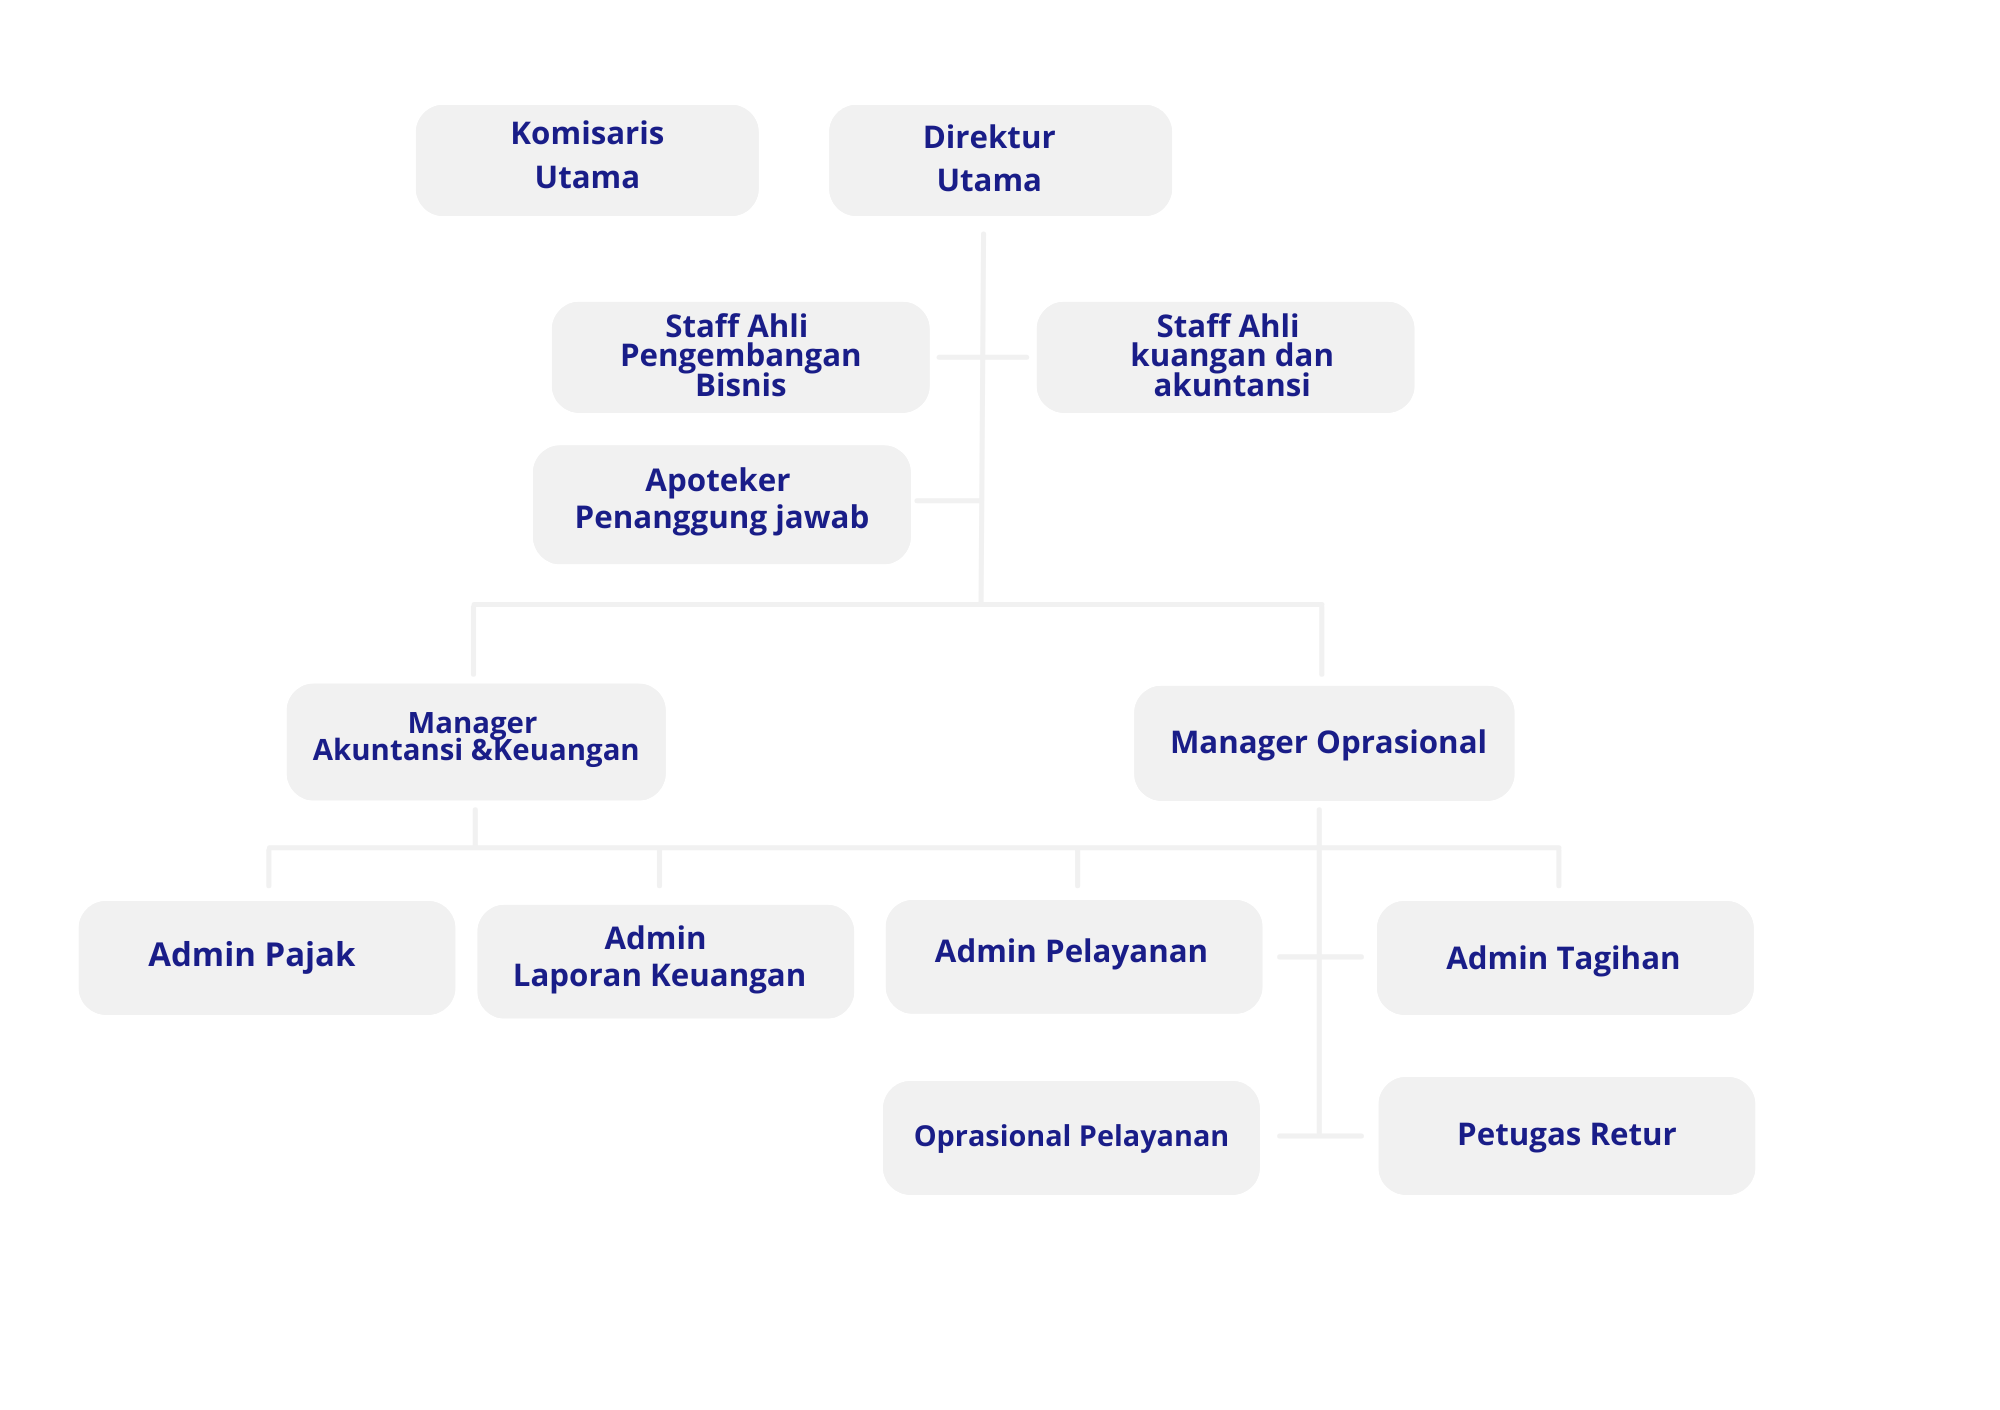 Komisaris
Utama
Direktur
Utama
Staff Ahli
Pengembangan
Bisnis
Staff Ahli
kuangan dan
akuntansi
Apoteker
Penanggung jawab
Manager
Akuntansi &Keuangan
Manager Oprasional
Admin Pajak
Admin
Laporan Keuangan
Admin Pelayanan
Admin Tagihan
Oprasional Pelayanan
Petugas Retur